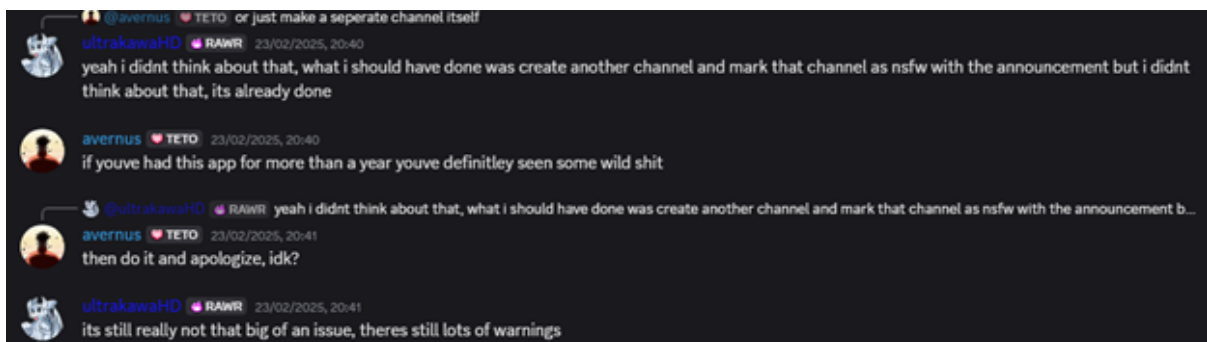 @avernus TETO or just make a seperate channel itself
ultrakawaHD RAWR 23/02/2025, 20:40
yeah i didnt think about that, what i should have done was create another channel and mark that channel as nsfw with the announcement but i didnt
think about that, its already done
avernus TETO 23/02/2025, 20:40
if youve had this app for more than a year youve definitley seen some wild shit
@ultrakawaHD RAWR yeah i didnt think about that, what i should have done was create another channel and mark that channel as nsfw with the announcement b...
avernus TETO 23/02/2025, 20:41
then do it and apologize, idk?
ultrakawaHD RAWR 23/02/2025, 20:41
its still really not that big of an issue, theres still lots of warnings